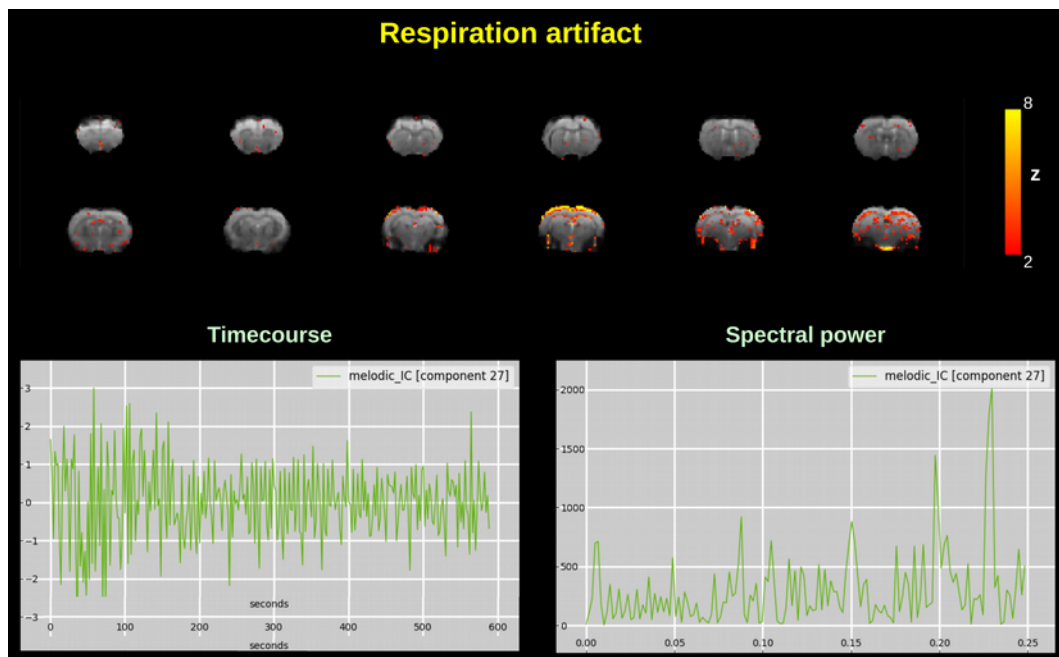 Respiration artifact
8
z
2
Timecourse
Spectral power
melodic_IC [component 27]
3
2
1
0
−1
−2
−3
0 100 200 300 400 500 600
seconds
seconds
melodic_IC [component 27]
2000
1500
1000
500
0
0.00 0.05 0.10 0.15 0.20 0.25